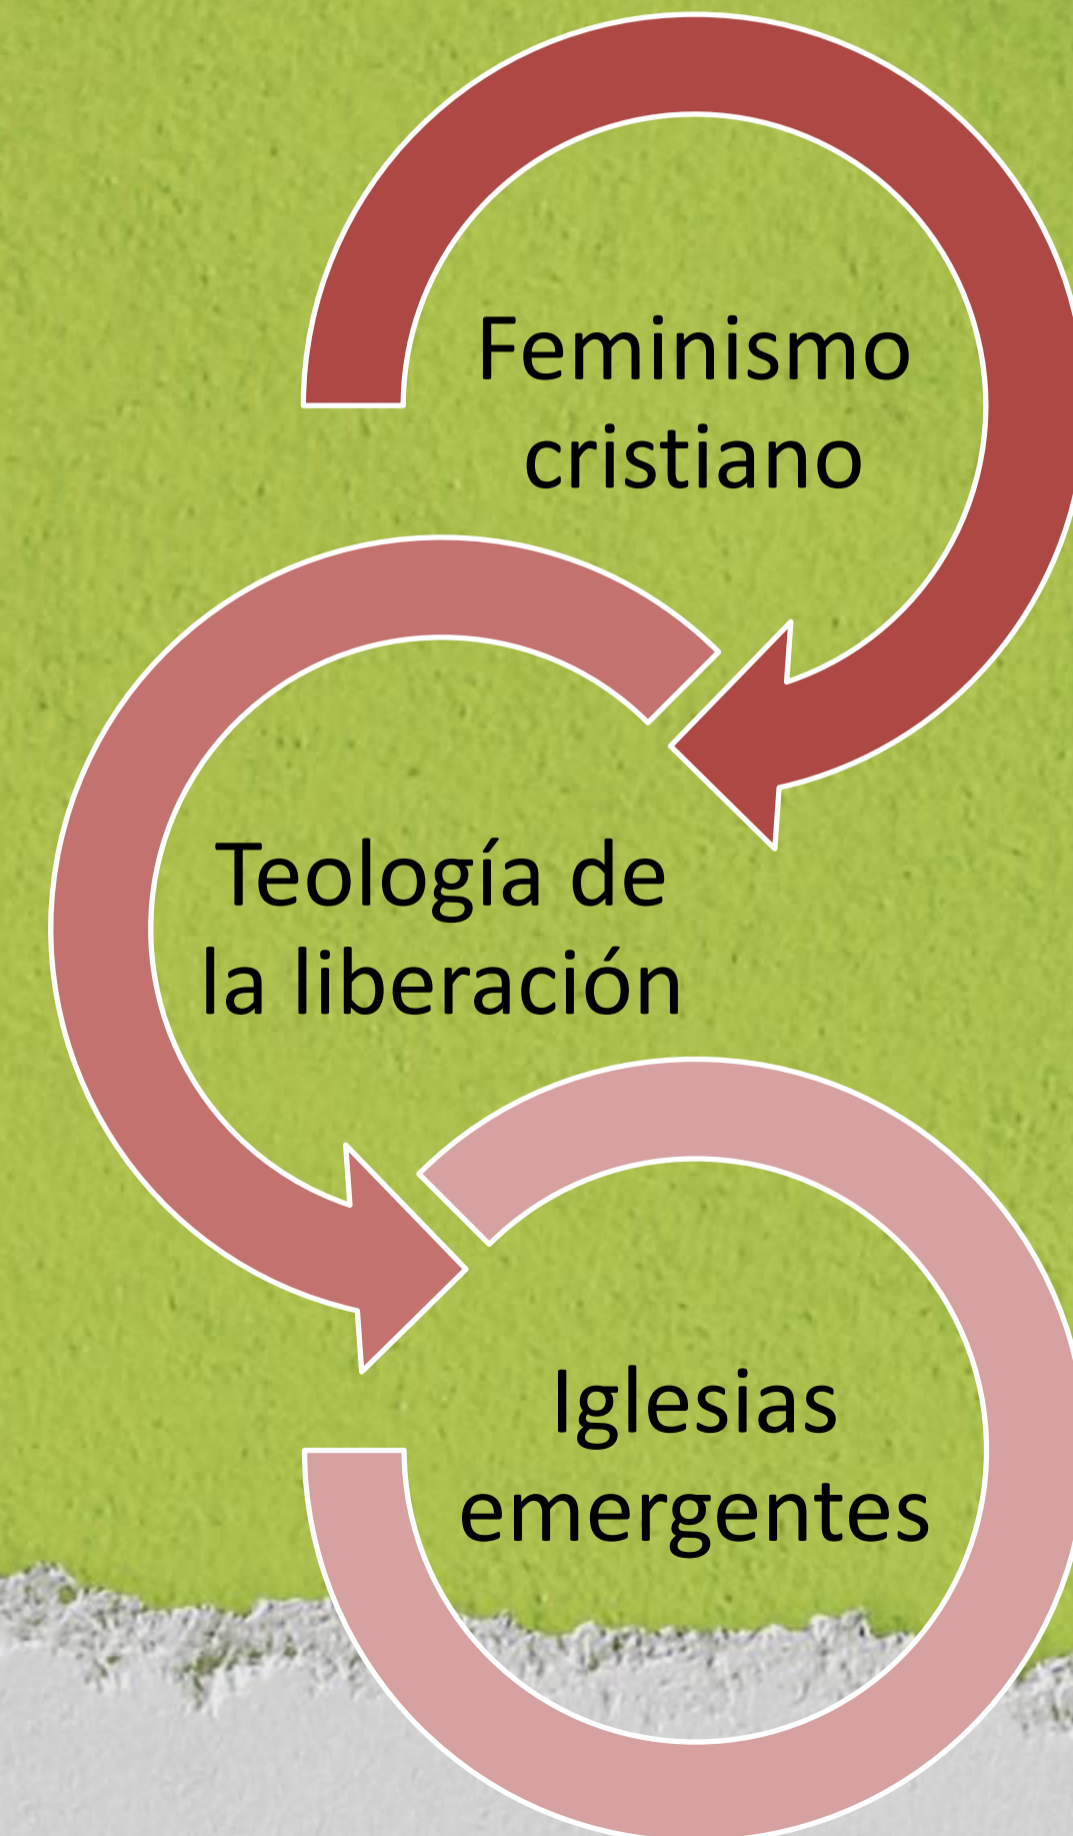 Feminismo
cristiano
Teología de
la liberación
Iglesias
emergentes